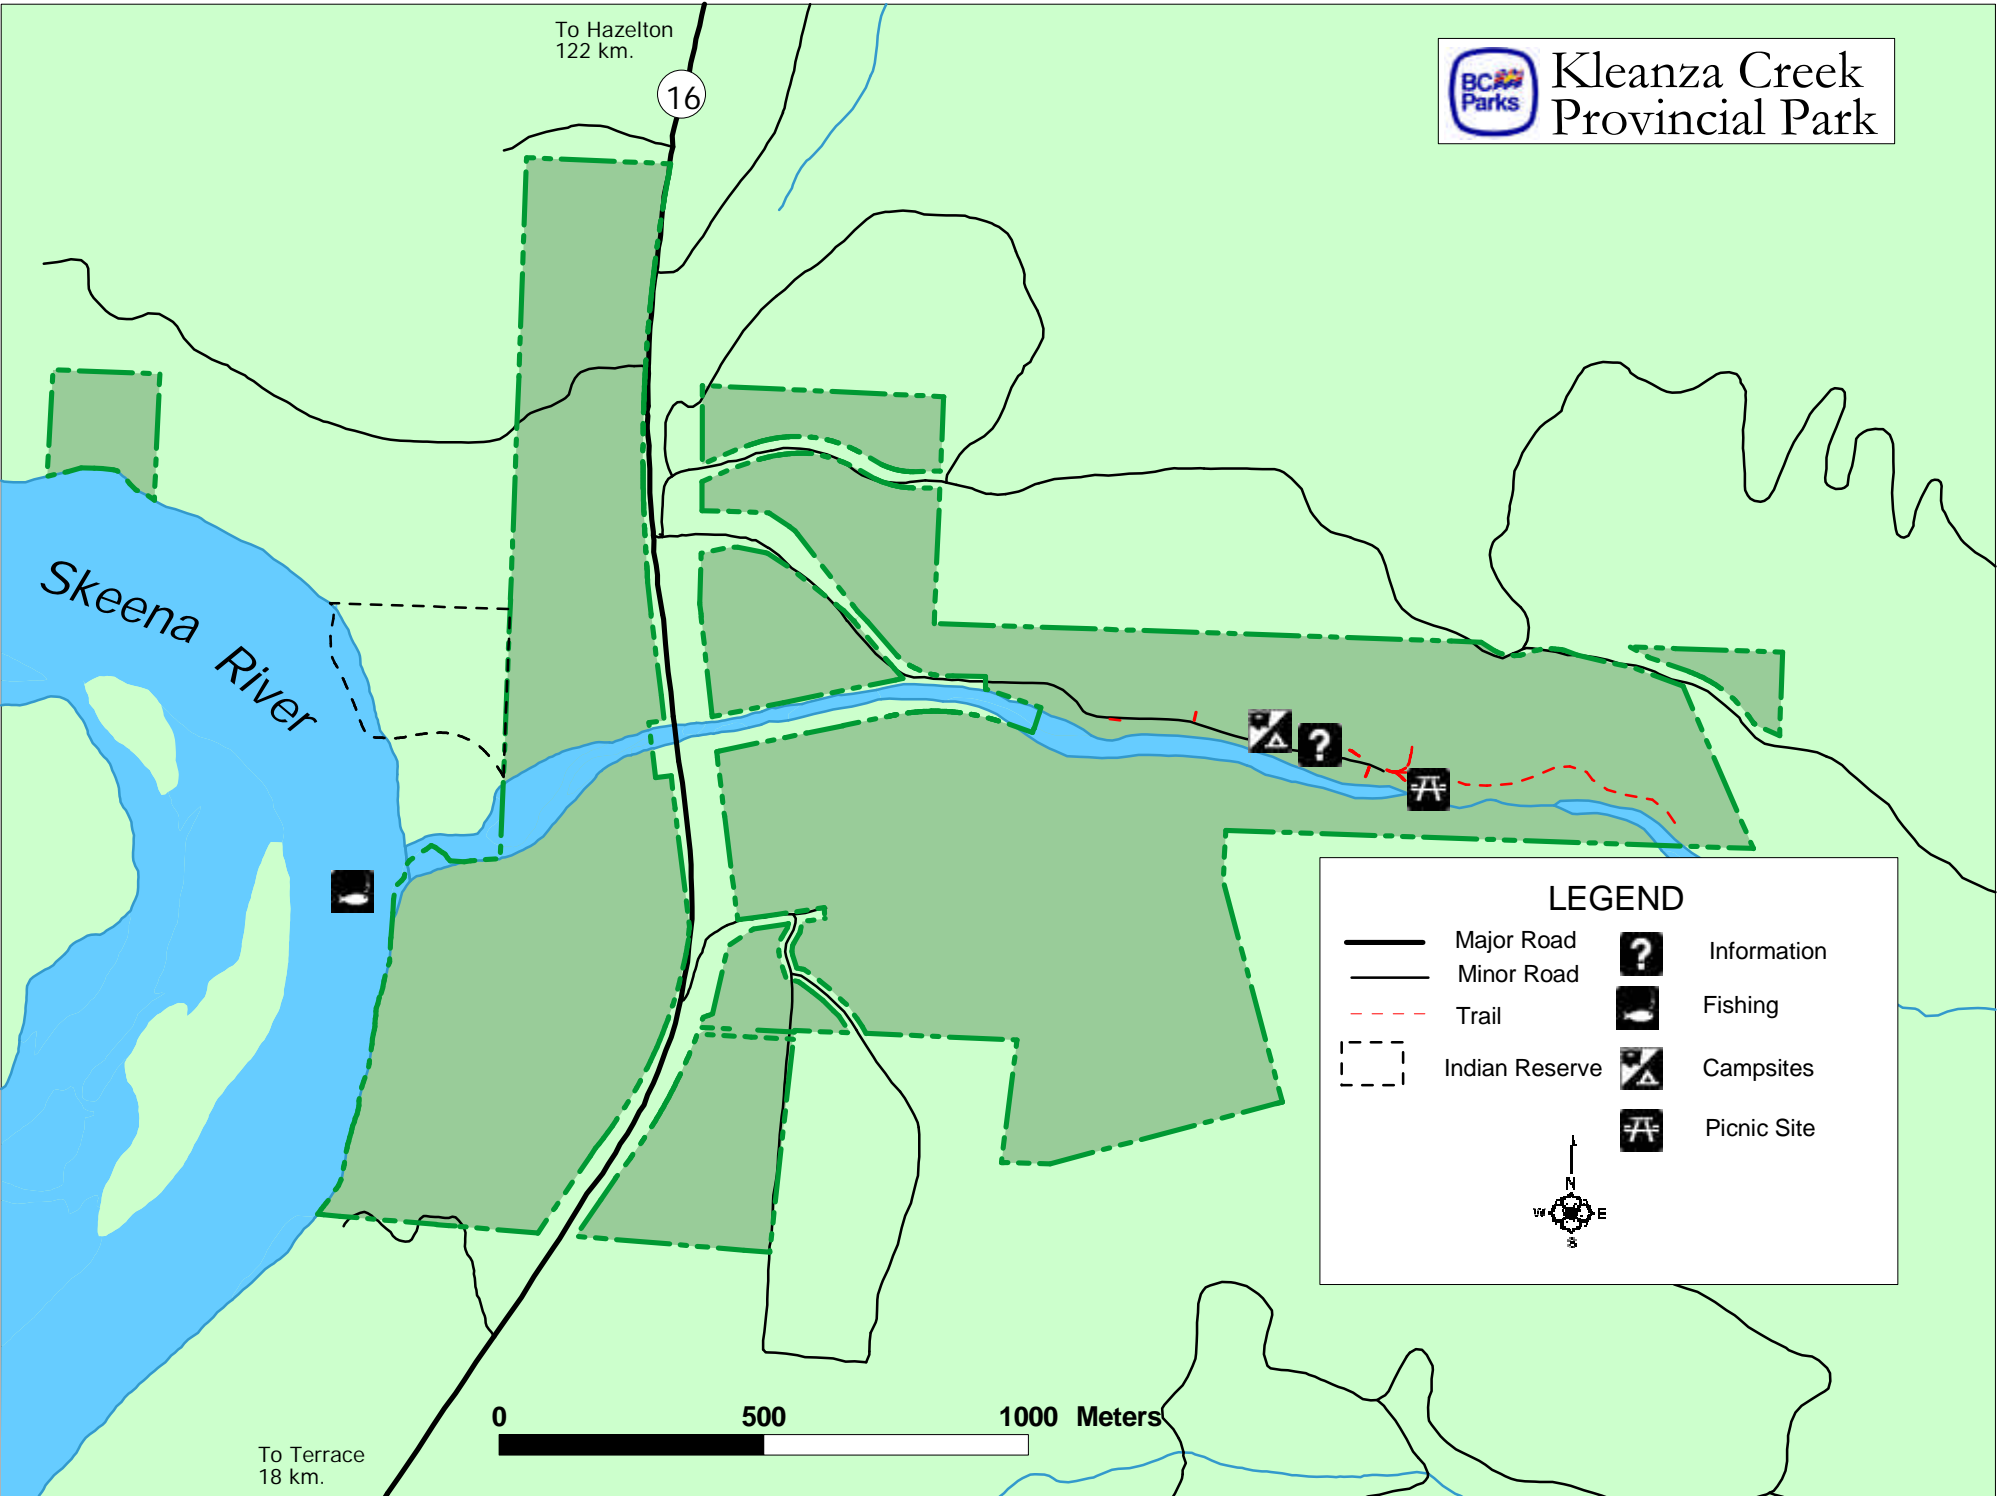 To Hazelton
122 km.
16
BC
Parks
Kleanza Creek
Provincial Park
Skeena River
LEGEND
Major Road
Minor Road
Trail
Indian Reserve
?
Information
Fishing
Campsites
Picnic Site
N
W E
S
?
0 500 1000 Meters
To Terrace
18 km.